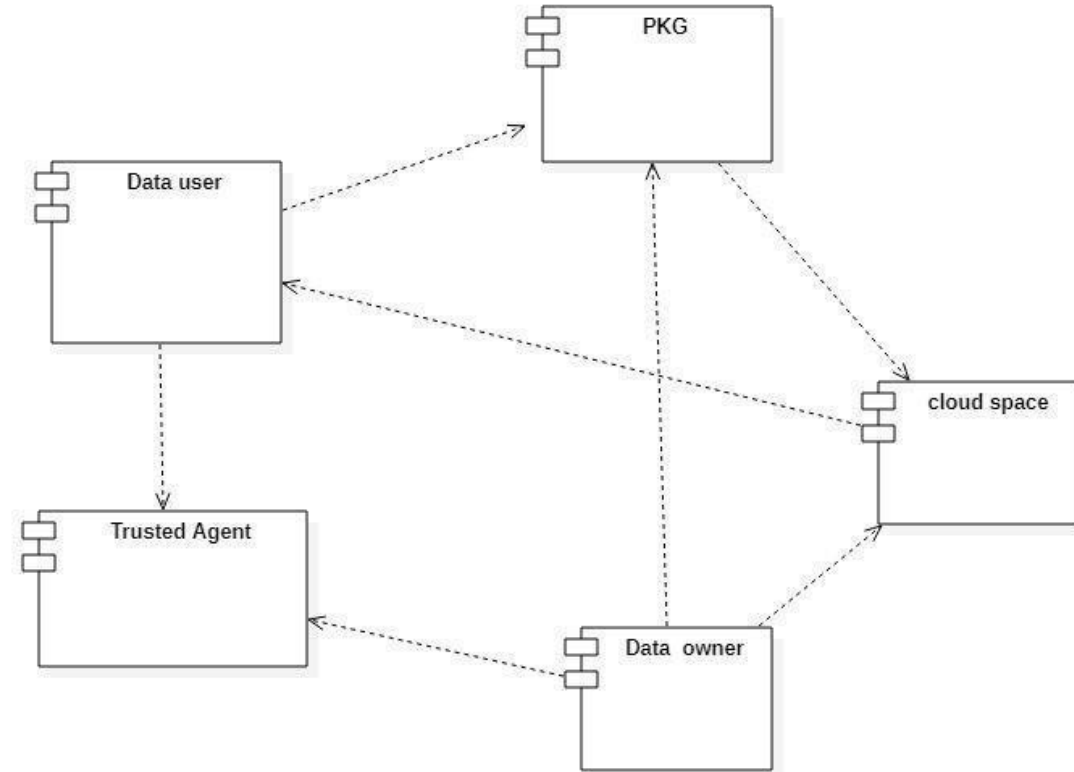 PKG
Data user
cloud space
Trusted Agent
Data owner